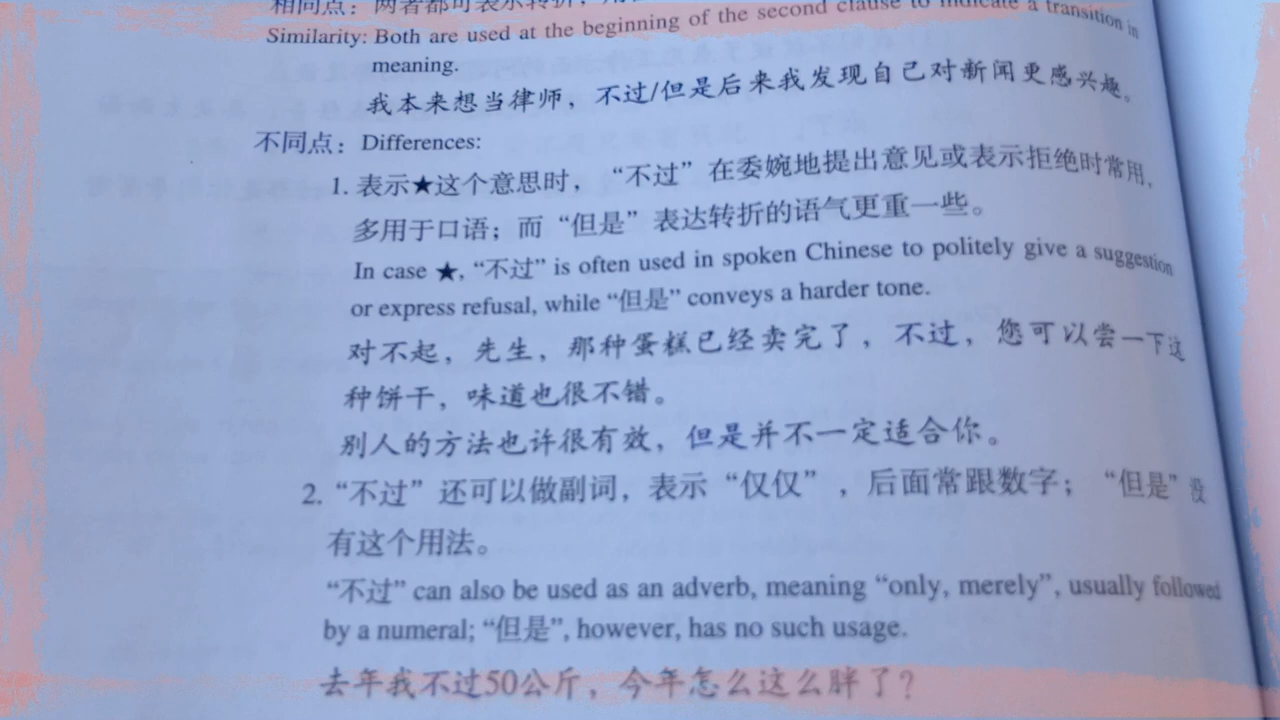 相同点：两者都可表示转折，用
Similarity: Both are used at the beginning of the second clause to indicate a transition in
meaning.
我本来想当律师，不过/但是后来我发现自己对新闻更感兴趣。
不同点：Differences:
1. 表示★这个意思时，“不过”在委婉地提出意见或表示拒绝时常用，
多用于口语；而“但是”表达转折的语气更重一些。
In case ★, “不过” is often used in spoken Chinese to politely give a suggestion
or express refusal, while “但是” conveys a harder tone.
对不起，先生，那种蛋糕已经卖完了，不过，您可以尝一下这
种饼干，味道也很不错。
别人的方法也许很有效，但是并不一定适合你。
2. “不过”还可以做副词，表示“仅仅”，后面常跟数字；“但是”没
有这个用法。
“不过” can also be used as an adverb, meaning “only, merely”, usually followed
by a numeral; “但是”, however, has no such usage.
去年我不过50公斤，今年怎么这么胖了？